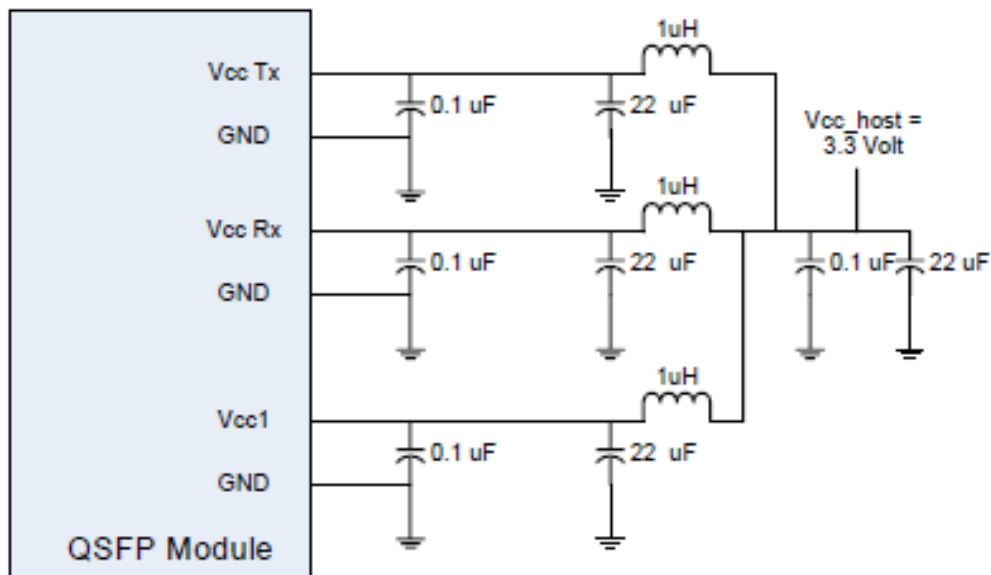 1uH
Vcc Tx
0.1 uF
22 uF
GND
Vcc_host =
3.3 Volt
1uH
Vcc Rx
0.1 uF
22 uF
0.1 uF
22 uF
GND
1uH
Vcc1
0.1 uF
22 uF
GND
QSFP Module